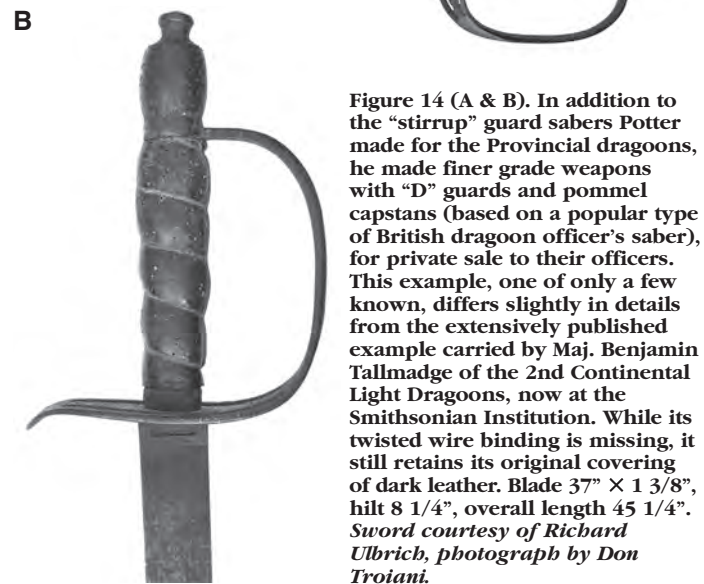 B
Figure 14 (A & B). In addition to
the “stirrup” guard sabers Potter
made for the Provincial dragoons,
he made finer grade weapons
with “D” guards and pommel
capstans (based on a popular type
of British dragoon officer’s saber),
for private sale to their officers.
This example, one of only a few
known, differs slightly in details
from the extensively published
example carried by Maj. Benjamin
Tallmadge of the 2nd Continental
Light Dragoons, now at the
Smithsonian Institution. While its
twisted wire binding is missing, it
still retains its original covering
of dark leather. Blade 37” × 1 3/8”,
hilt 8 1/4”, overall length 45 1/4”.
Sword courtesy of Richard
Ulbrich, photograph by Don
Troiani.